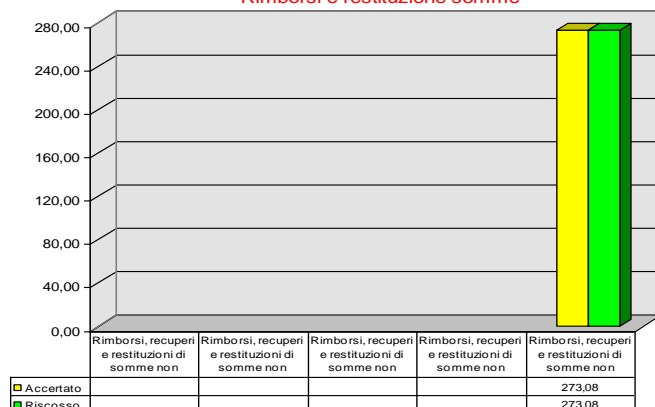 Rimborsi e restituzione somme
280,00
240,00
200,00
160,00
120,00
80,00
40,00
0,00
Rimborsi, recuperi e restituzioni di somme non
Rimborsi, recuperi e restituzioni di somme non
Rimborsi, recuperi e restituzioni di somme non
Rimborsi, recuperi e restituzioni di somme non
Rimborsi, recuperi e restituzioni di somme non
Accertato 273,08
Riscosso 273,08